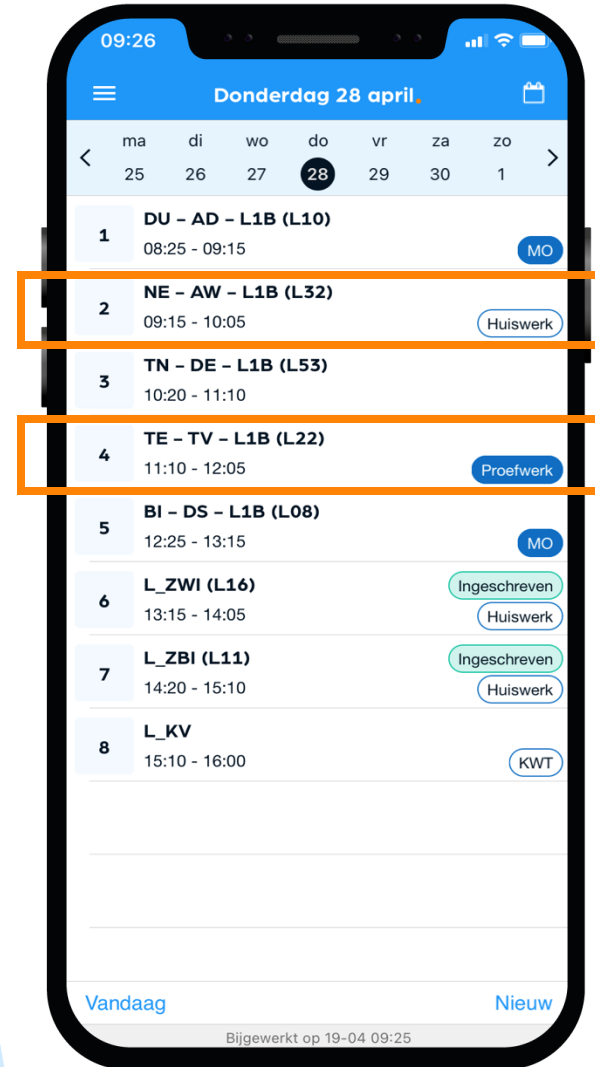 09:26
Donderdag 28 april.
ma di wo do vr za zo
25 26 27 28 29 30 1
1
DU – AD – L1B (L10)
08:25 - 09:15
MO
2
NE – AW – L1B (L32)
09:15 - 10:05
Huiswerk
3
TN – DE – L1B (L53)
10:20 - 11:10
4
TE – TV – L1B (L22)
11:10 - 12:05
Proefwerk
5
BI – DS – L1B (L08)
12:25 - 13:15
MO
6
L_ZWI (L16)
Ingeschreven
13:15 - 14:05
Huiswerk
7
L_ZBI (L11)
Ingeschreven
14:20 - 15:10
Huiswerk
8
L_KV
15:10 - 16:00
KWT
Vandaag Nieuw
Bijgewerkt op 19-04 09:25